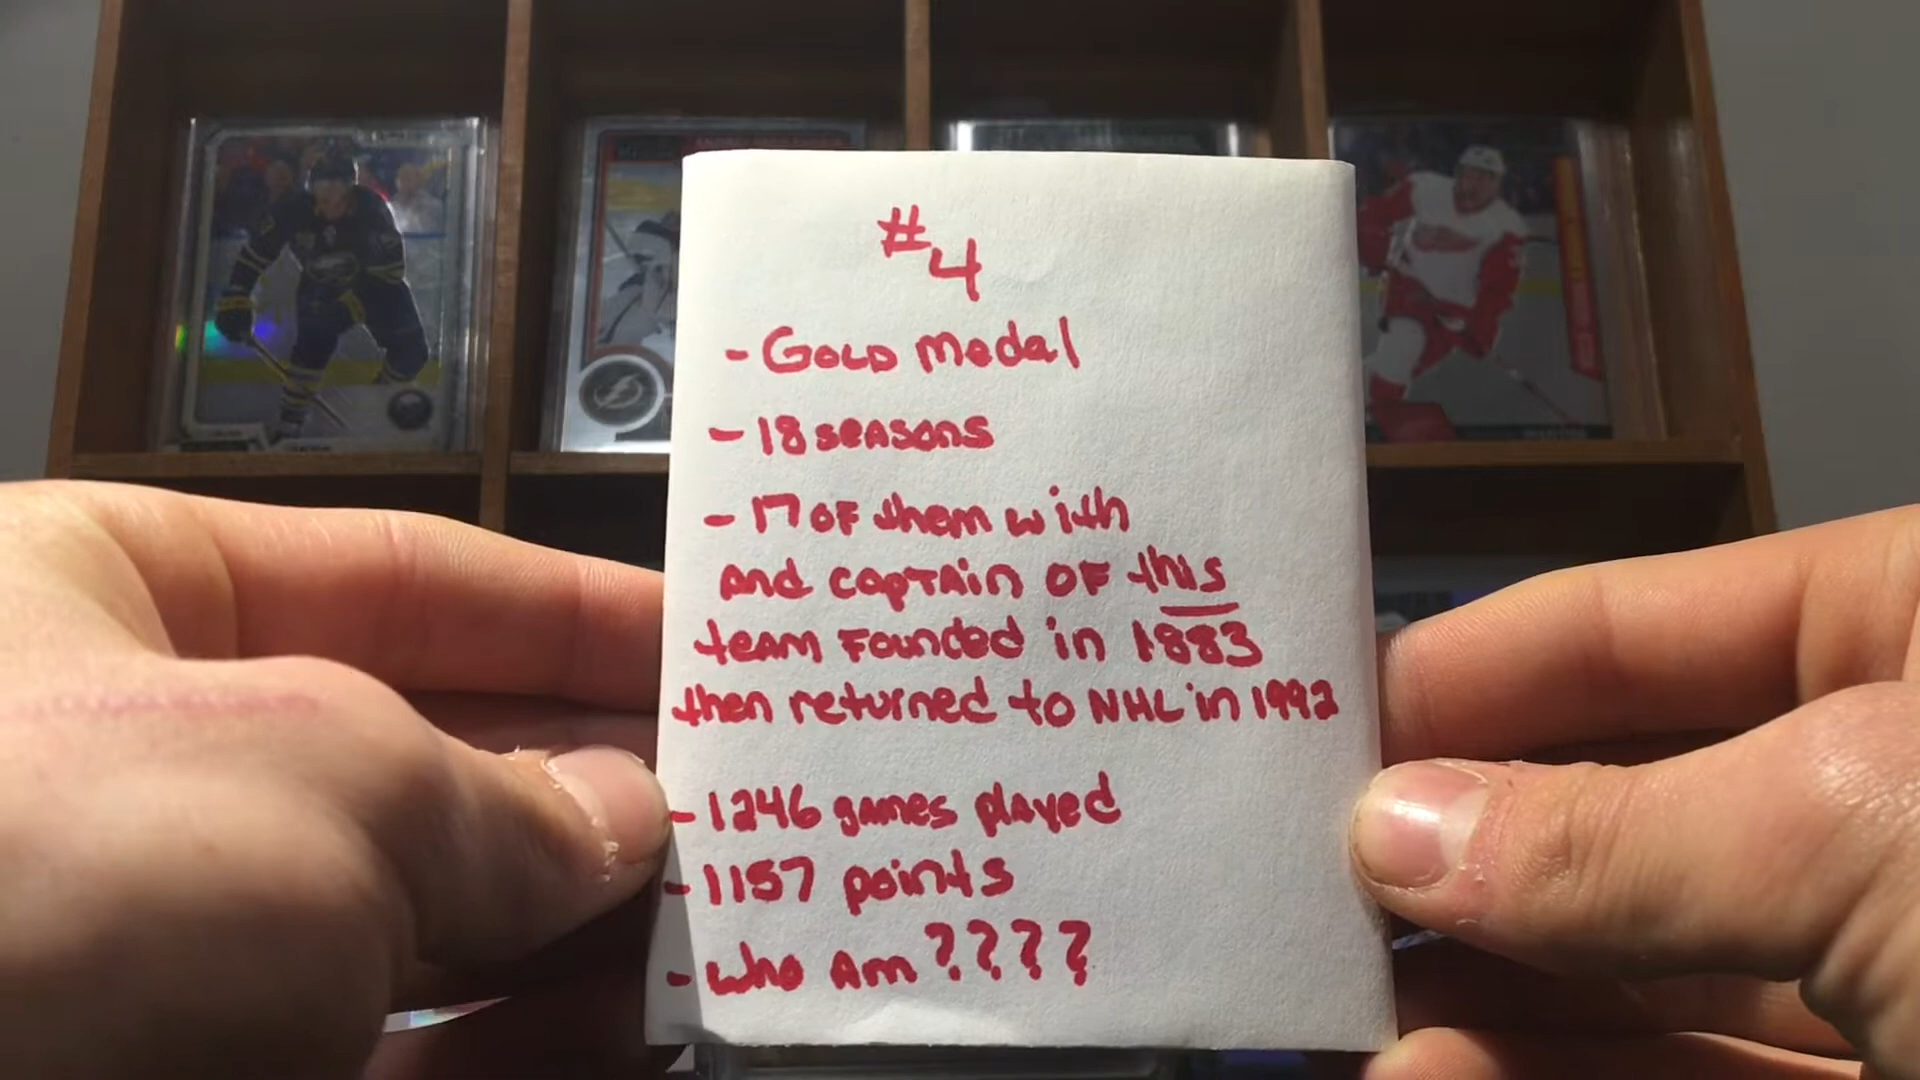 #4
- Gold medal
- 18 seasons
- 17 of them with
and captain of this
team Founded in 1883
then returned to NHL in 1992
- 1246 games played
- 1157 points
- who Am ????